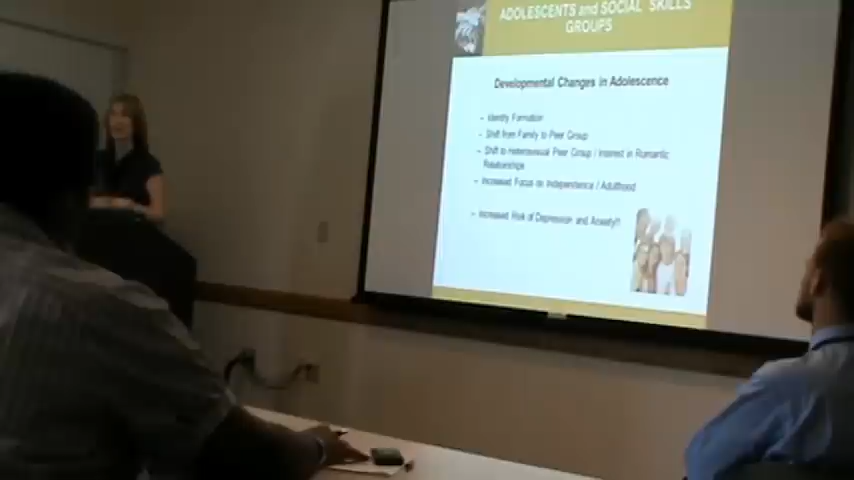 ADOLESCENTS and SOCIAL SKILLS
GROUPS
Developmental Changes in Adolescence
- Identity Formation
- Shift from Family to Peer Group
- Shift to Heterosexual Peer Group / Interest in Romantic
Relationships
- Increased Focus on Independence / Adulthood
- Increased Risk of Depression and Anxiety!!